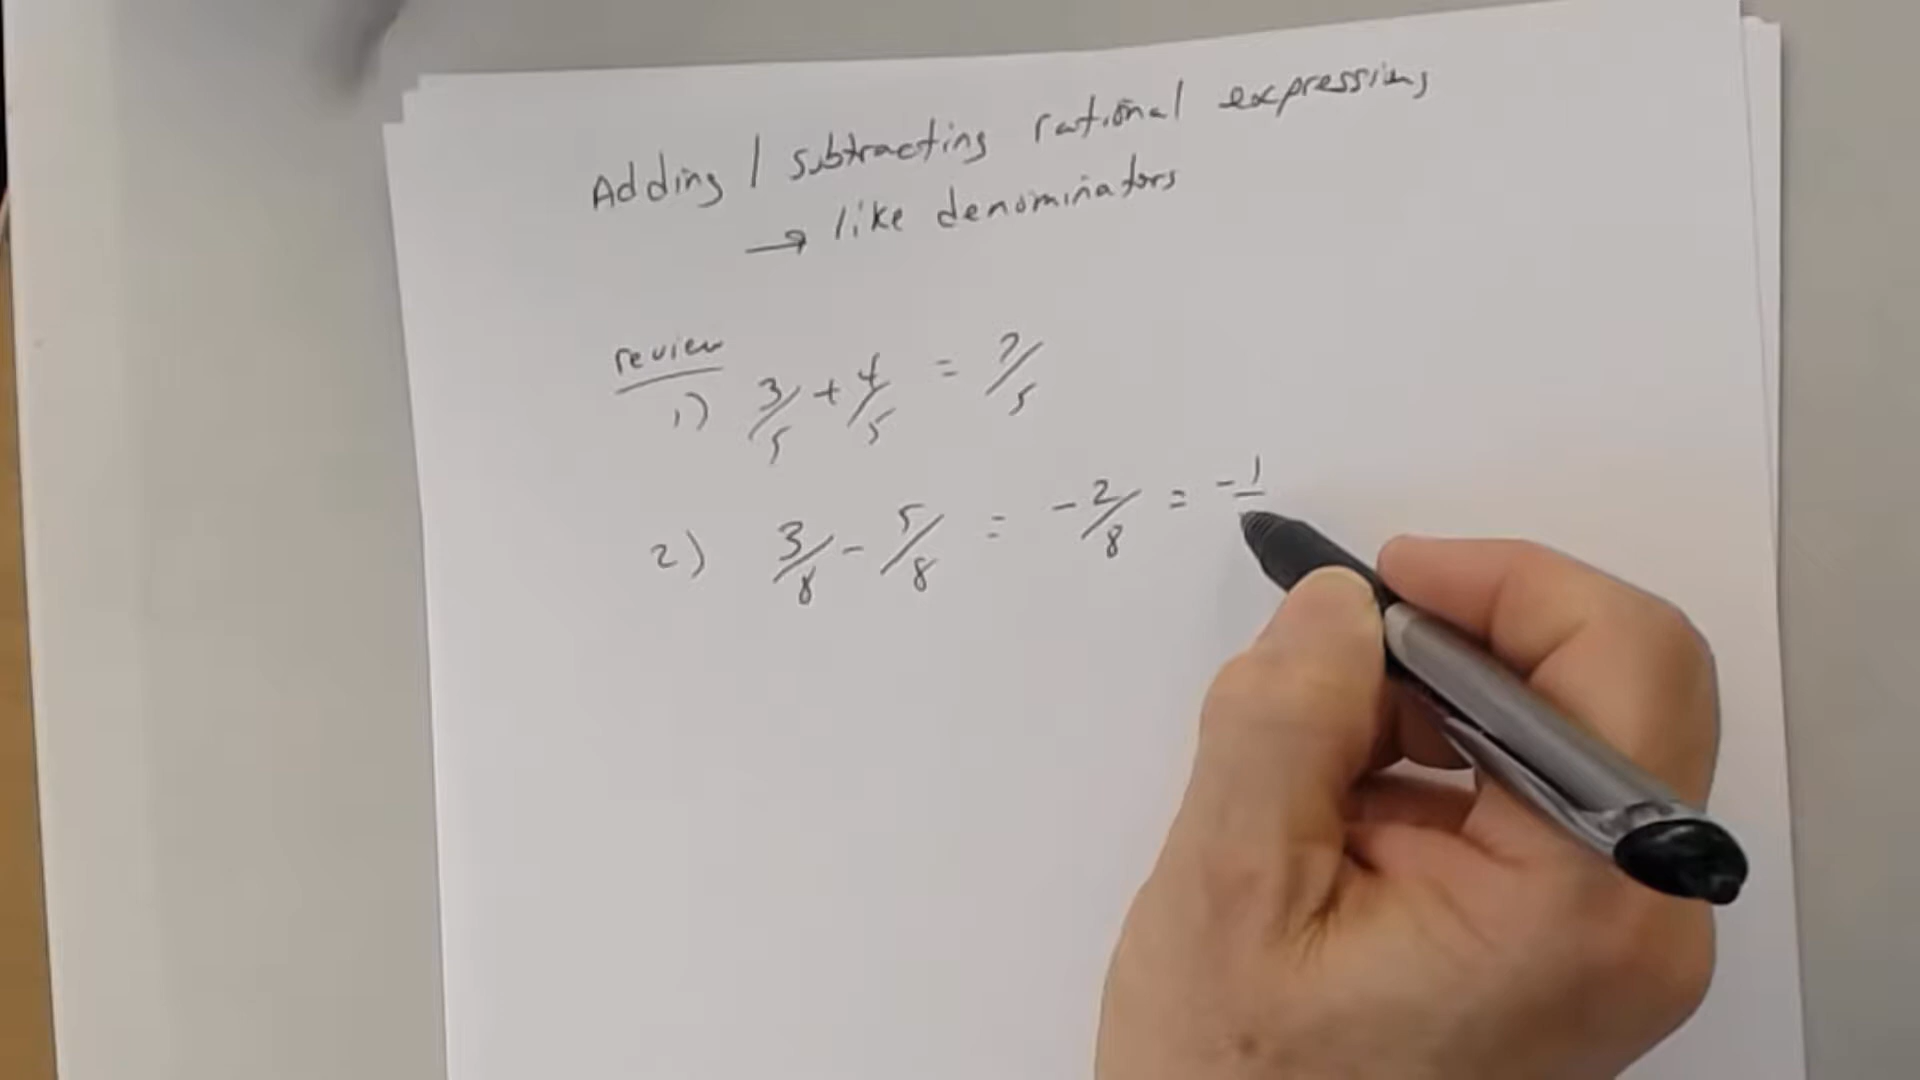 Adding / subtracting rational expressions
→ like denominators
review
1) 3/5 + 4/5 = 7/5
2) 3/8 - 5/8 = -2/8 = -1